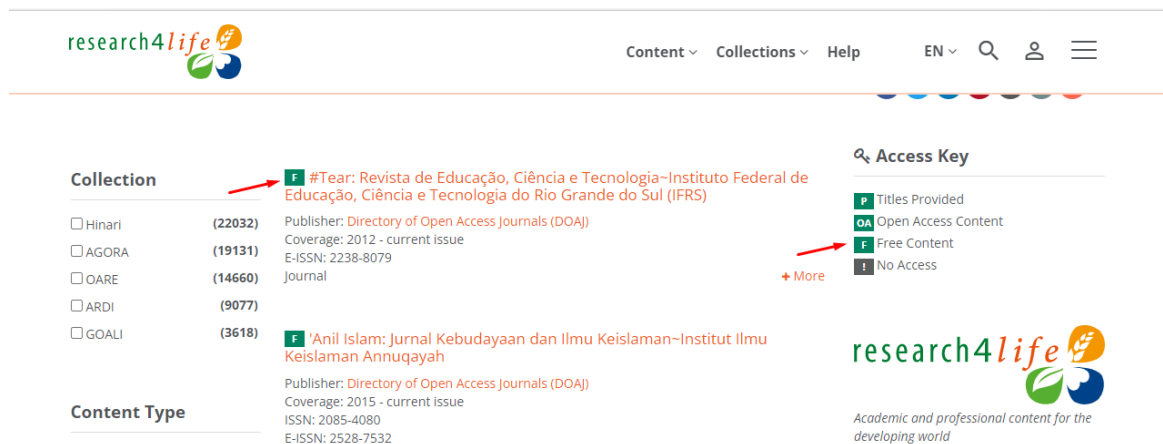 research4life
Content Collections Help EN
Collection
Hinari (22032)
AGORA (19131)
OARE (14660)
ARDI (9077)
GOALI (3618)
Content Type
F #Tear: Revista de Educação, Ciência e Tecnologia~Instituto Federal de
Educação, Ciência e Tecnologia do Rio Grande do Sul (IFRS)
Publisher: Directory of Open Access Journals (DOAJ)
Coverage: 2012 - current issue
E-ISSN: 2238-8079
Journal
+ More
F 'Anil Islam: Jurnal Kebudayaan dan Ilmu Keislaman~Institut Ilmu
Keislaman Annuqayah
Publisher: Directory of Open Access Journals (DOAJ)
Coverage: 2015 - current issue
ISSN: 2085-4080
E-ISSN: 2528-7532
Access Key
P Titles Provided
OA Open Access Content
F Free Content
! No Access
research4life
Academic and professional content for the
developing world